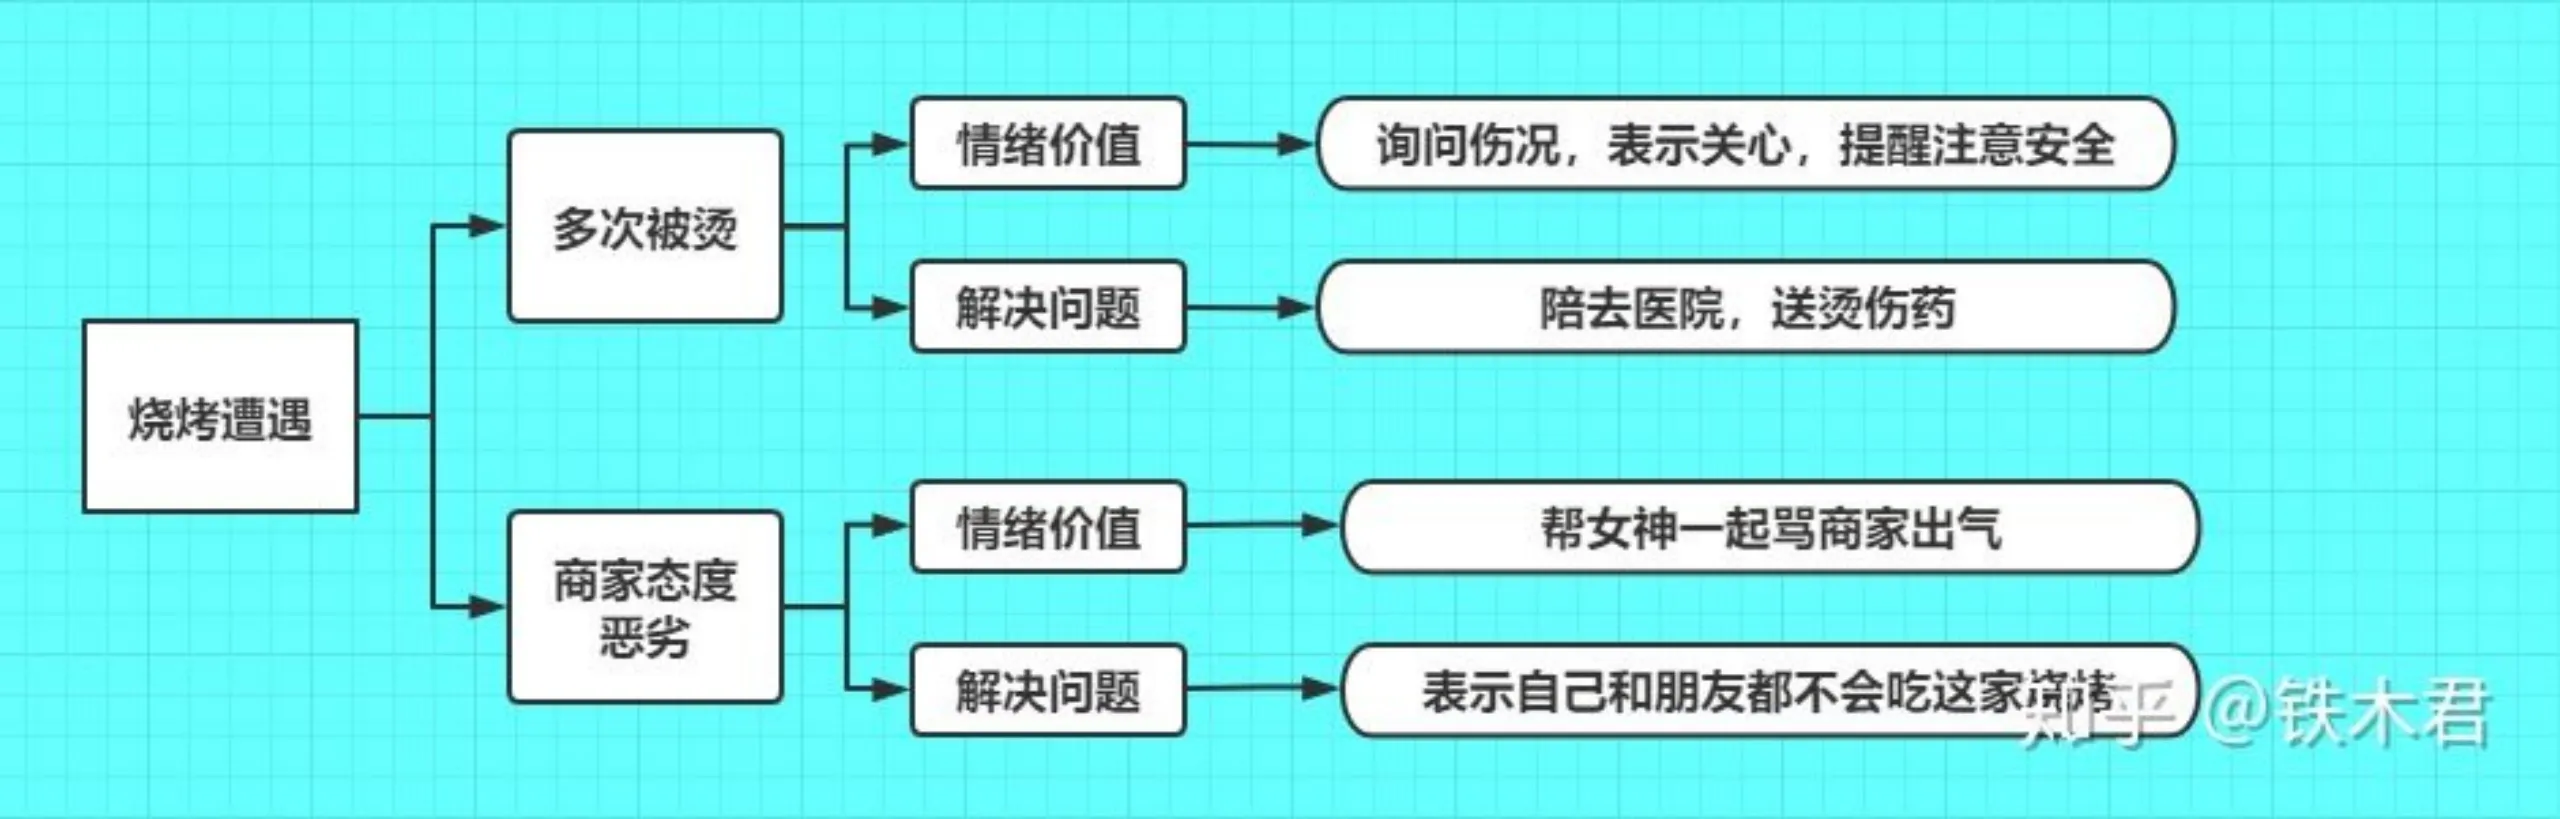 烧烤遭遇
多次被烫
情绪价值
询问伤况，表示关心，提醒注意安全
解决问题
陪去医院，送烫伤药
商家态度
恶劣
情绪价值
帮女神一起骂商家出气
解决问题
表示自己和朋友都不会吃这家烧烤
知乎 @铁木君